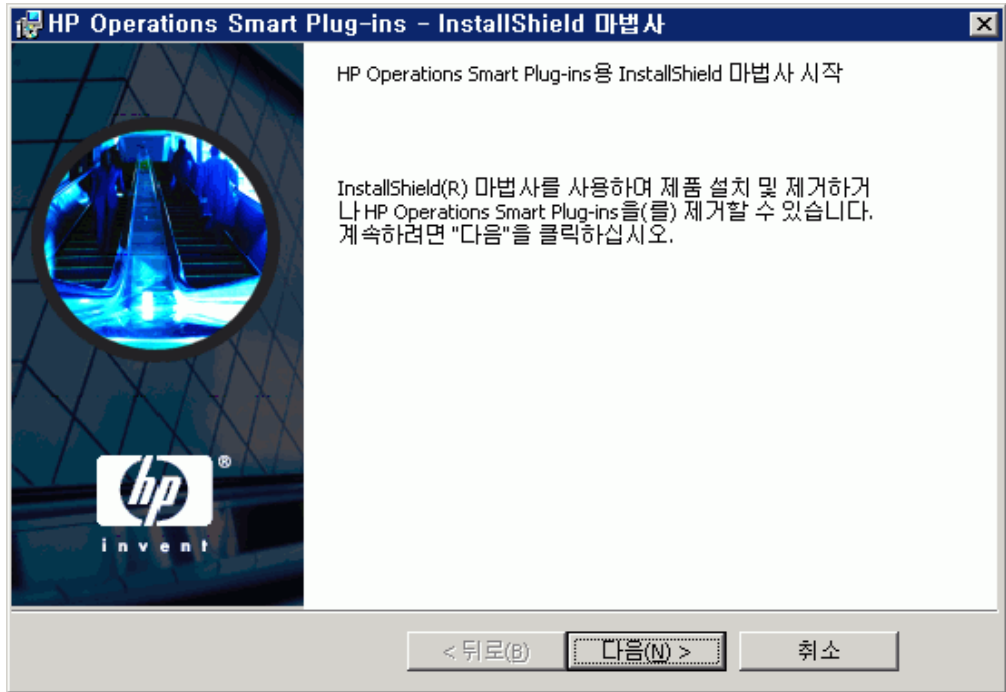 HP Operations Smart Plug-ins - InstallShield 마법사
HP Operations Smart Plug-ins용 InstallShield 마법사 시작
InstallShield(R) 마법사를 사용하여 제품 설치 및 제거하거
나 HP Operations Smart Plug-ins을(를) 제거할 수 있습니다.
계속하려면 "다음"을 클릭하십시오.
hp
®
invent
< 뒤로(B)
다음(N) >
취소